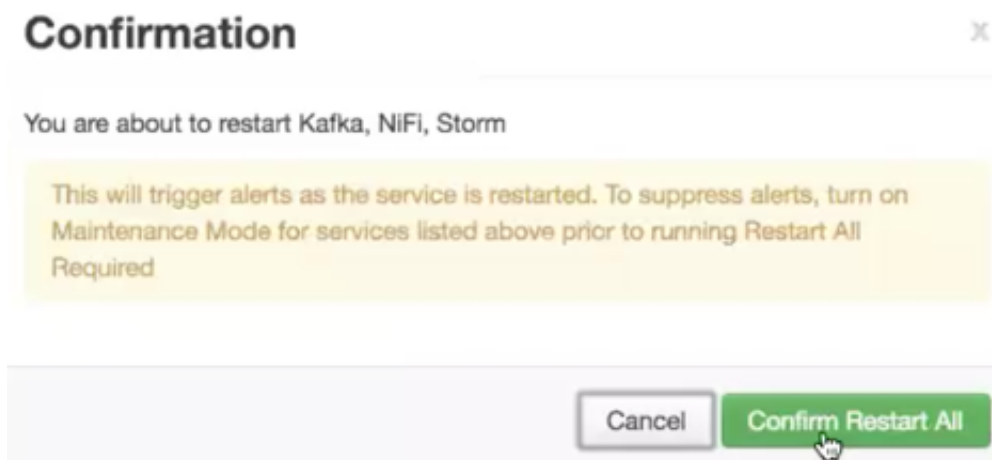 Confirmation
x
You are about to restart Kafka, NiFi, Storm
This will trigger alerts as the service is restarted. To suppress alerts, turn on
Maintenance Mode for services listed above prior to running Restart All
Required
Cancel
Confirm Restart All